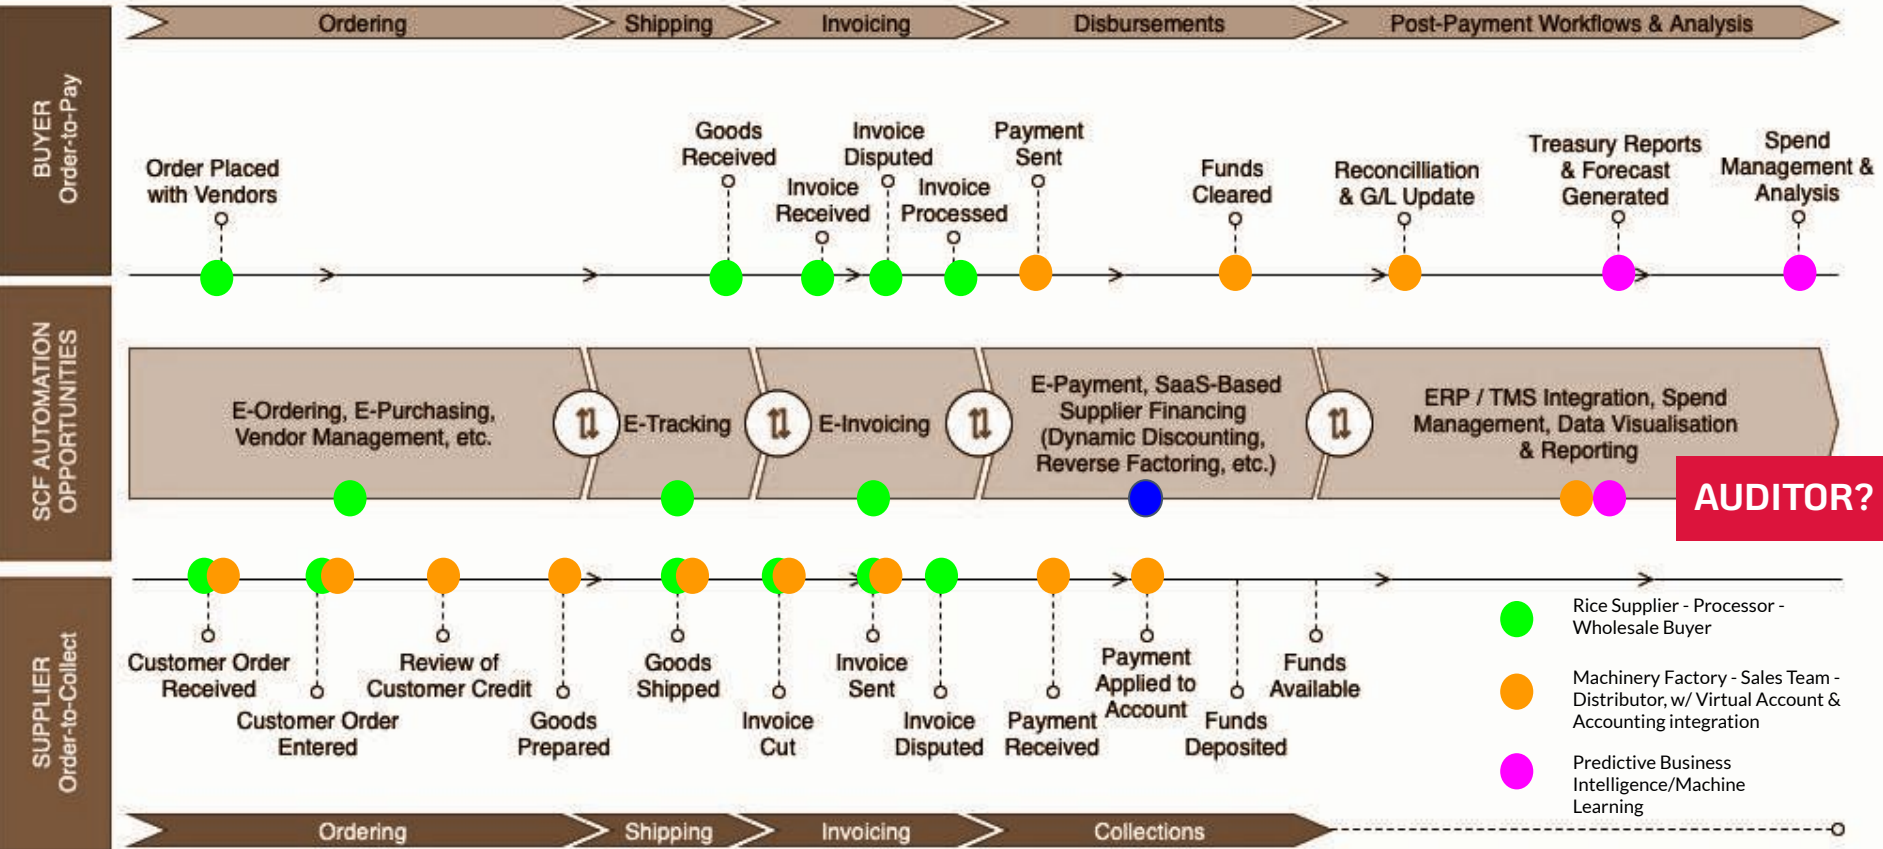 Ordering
Shipping
Invoicing
Disbursements
Post-Payment Workflows & Analysis
BUYER
Order-to-Pay
Order Placed
with Vendors
Goods
Received
Invoice
Received
Invoice
Disputed
Invoice
Processed
Payment
Sent
Funds
Cleared
Reconcilliation
& G/L Update
Treasury Reports
& Forecast
Generated
Spend
Management &
Analysis
SCF AUTOMATION
OPPORTUNITIES
E-Ordering, E-Purchasing,
Vendor Management, etc.
E-Tracking
E-Invoicing
E-Payment, SaaS-Based
Supplier Financing
(Dynamic Discounting,
Reverse Factoring, etc.)
ERP / TMS Integration, Spend
Management, Data Visualisation
& Reporting
AUDITOR?
SUPPLIER
Order-to-Collect
Customer Order
Received
Customer Order
Entered
Review of
Customer Credit
Goods
Prepared
Goods
Shipped
Invoice
Cut
Invoice
Sent
Invoice
Disputed
Payment
Received
Payment
Applied to
Account
Funds
Deposited
Funds
Available
Rice Supplier - Processor -
Wholesale Buyer
Machinery Factory - Sales Team -
Distributor, w/ Virtual Account &
Accounting integration
Predictive Business
Intelligence/Machine
Learning
Ordering
Shipping
Invoicing
Collections